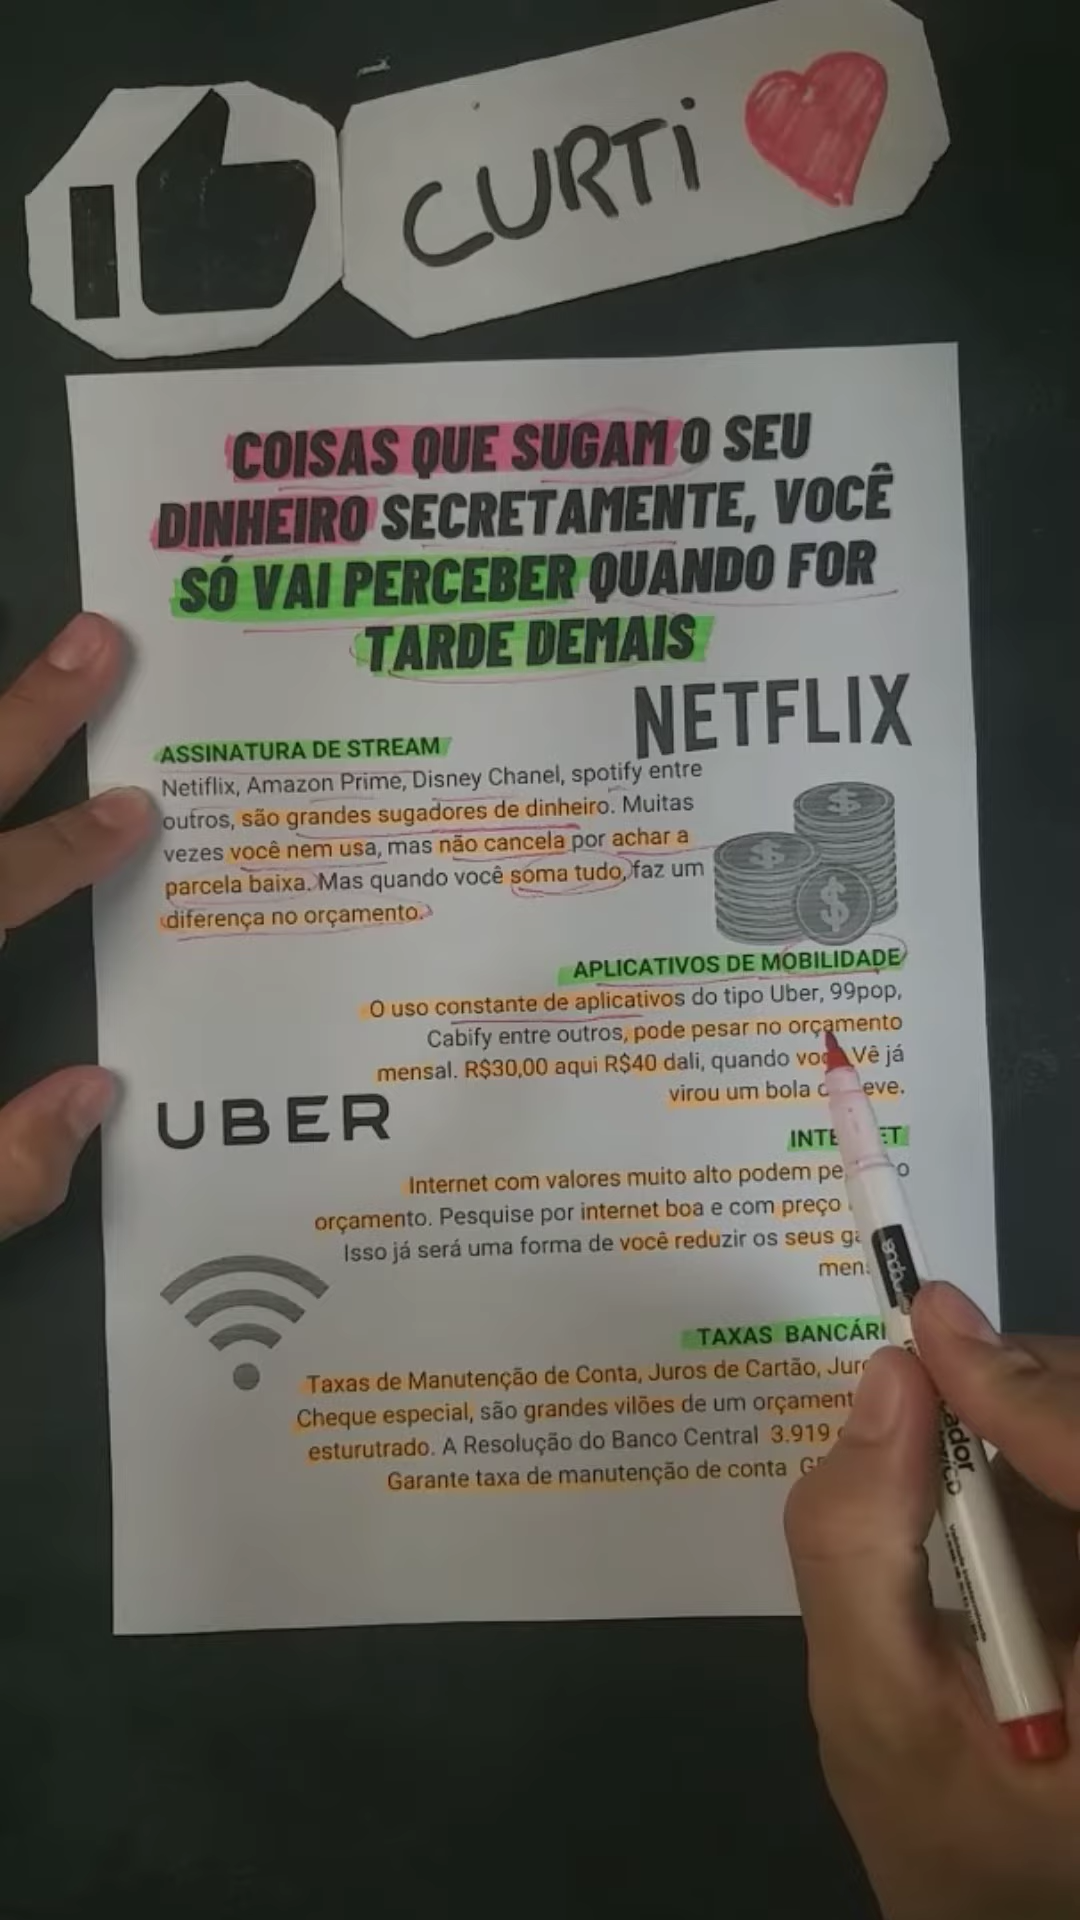 CURTi
COISAS QUE SUGAM O SEU
DINHEIRO SECRETAMENTE, VOCÊ
SÓ VAI PERCEBER QUANDO FOR
TARDE DEMAIS
NETFLIX
ASSINATURA DE STREAM
Netiflix, Amazon Prime, Disney Chanel, spotify entre
outros, são grandes sugadores de dinheiro. Muitas
vezes você nem usa, mas não cancela por achar a
parcela baixa. Mas quando você soma tudo, faz um
diferença no orçamento.
APLICATIVOS DE MOBILIDADE
O uso constante de aplicativos do tipo Uber, 99pop,
Cabify entre outros, pode pesar no orçamento
mensal. R$30,00 aqui R$40 dali, quando Vê já
virou um bola
UBER
Internet com valores muito alto podem
orçamento. Pesquise por internet boa e com preço
Isso já será uma forma de você reduzir os seus
TAXAS
Taxas de Manutenção de Conta, Juros de Cartão,
Cheque especial, são grandes vilões de um
esturutrado. A Resolução do Banco Central 3.919
Garante taxa de manutenção de conta